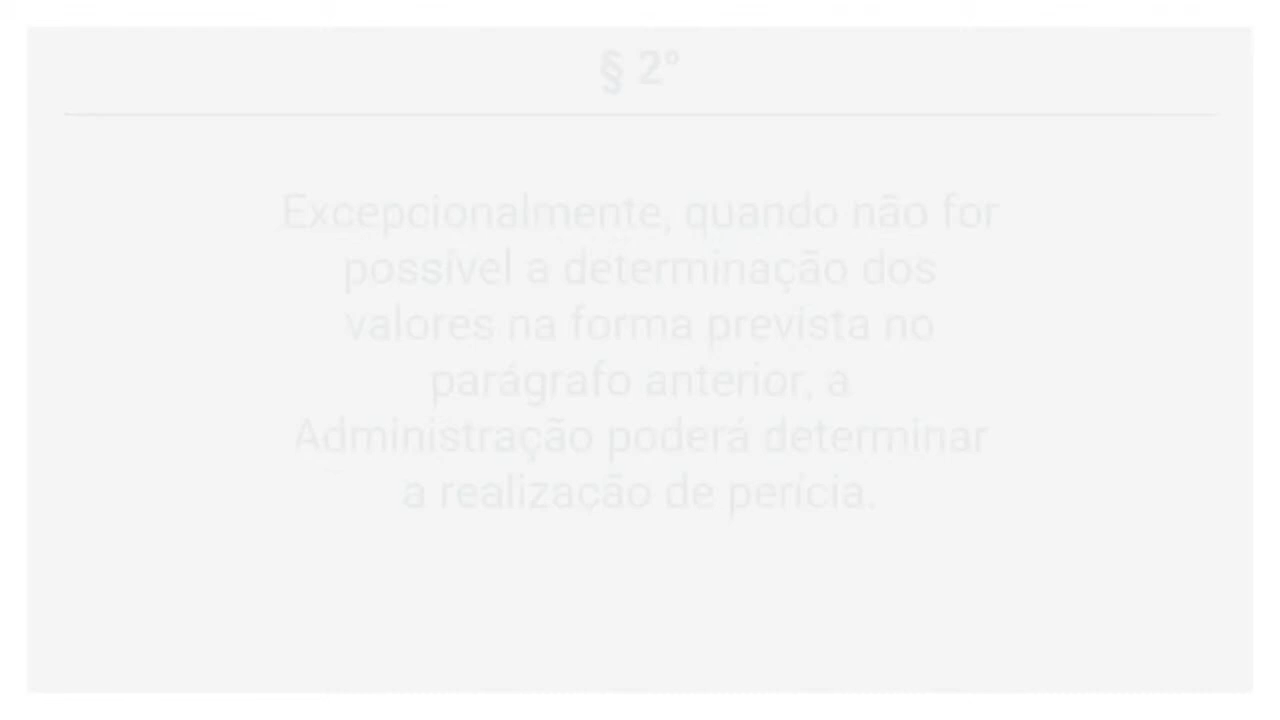 § 2º
Excepcionalmente, quando não for
possível a determinação dos
valores na forma prevista no
parágrafo anterior, a
Administração poderá determinar
a realização de perícia.